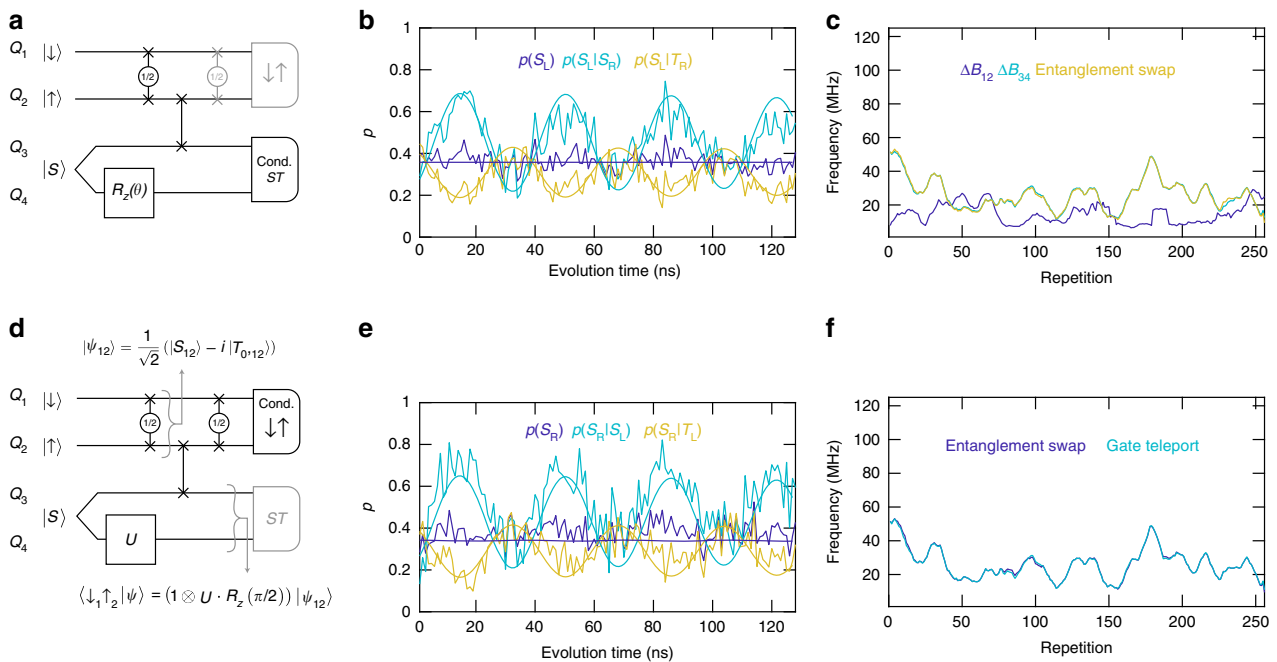 a
Q1 |↓⟩
Q2 |↑⟩
Q3
|S⟩
Q4
1/2
1/2
↓↑
Cond.
ST
Rz(θ)
b
p(SL) p(SL|SR) p(SL|TR)
p
1
0.8
0.6
0.4
0.2
0
0 20 40 60 80 100 120
Evolution time (ns)
c
ΔB12 ΔB34 Entanglement swap
Frequency (MHz)
120
100
80
60
40
20
0 50 100 150 200 250
Repetition
d
|ψ12⟩ = 1/√2 (|S12⟩ – i |T0,12⟩)
Q1 |↓⟩
Q2 |↑⟩
Q3
|S⟩
Q4
1/2
1/2
Cond.
↓↑
ST
U
⟨↓1↑2|ψ⟩ = (1 ⊗ U · Rz (π/2)) |ψ12⟩
e
p(SR) p(SR|SL) p(SR|TL)
p
1
0.8
0.6
0.4
0.2
0
0 20 40 60 80 100 120
Evolution time (ns)
f
Entanglement swap Gate teleport
Frequency (MHz)
120
100
80
60
40
20
0 50 100 150 200 250
Repetition